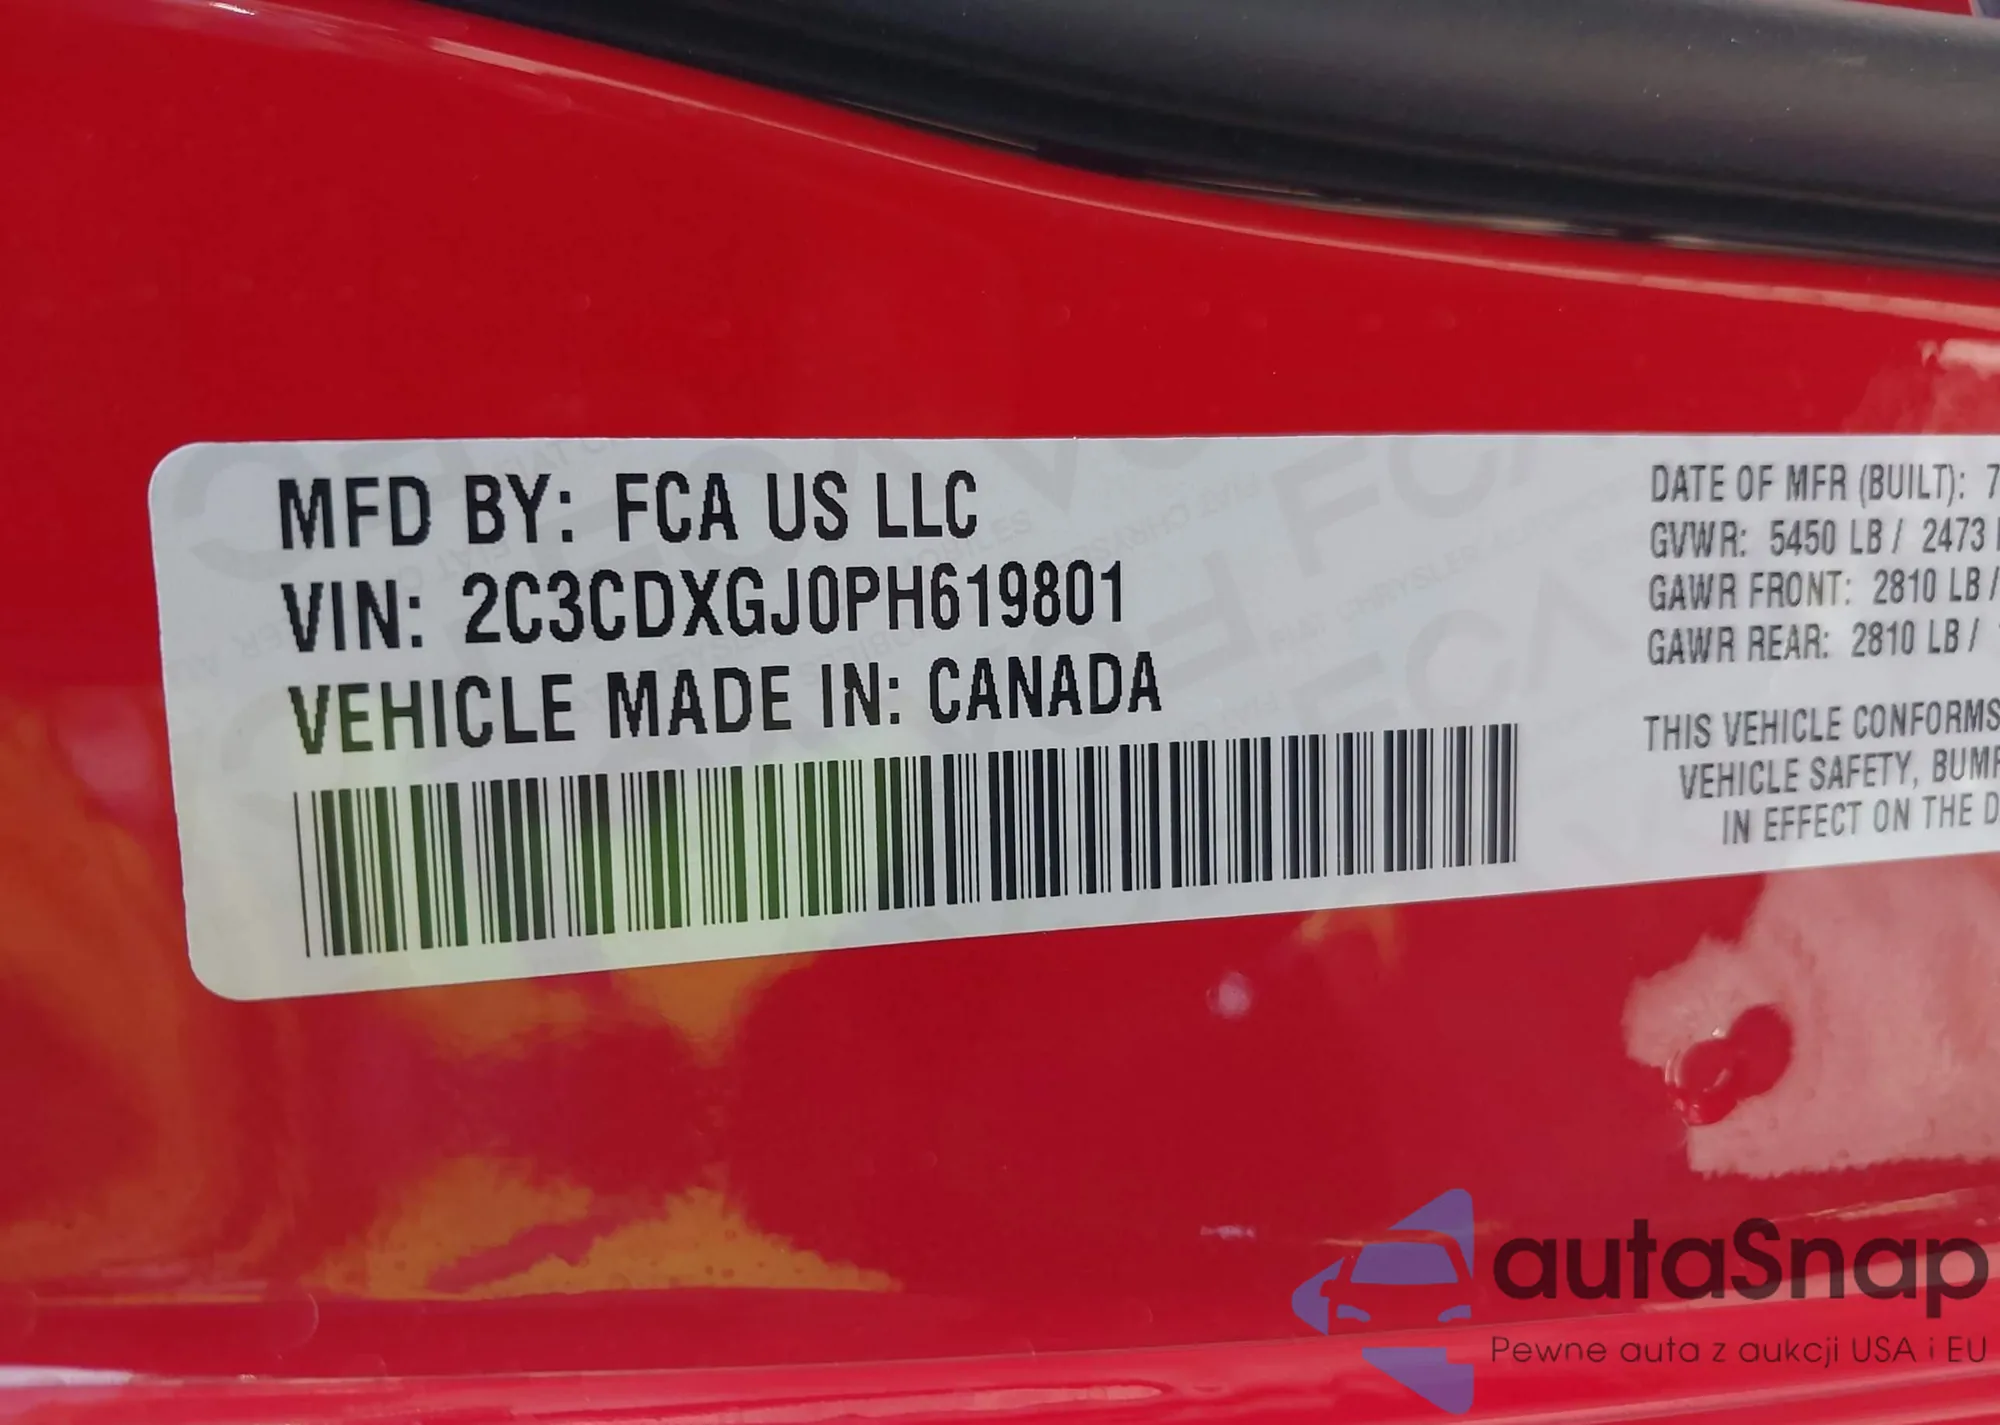 MFD BY: FCA US LLC
VIN: 2C3CDXGJ0PH619801
VEHICLE MADE IN: CANADA
DATE OF MFR (BUILT): 7
GVWR: 5450 LB / 2473
GAWR FRONT: 2810 LB /
GAWR REAR: 2810 LB /
THIS VEHICLE CONFORMS
VEHICLE SAFETY, BUMP
IN EFFECT ON THE D
autaSnap
Pewne auta z aukcji USA i EU